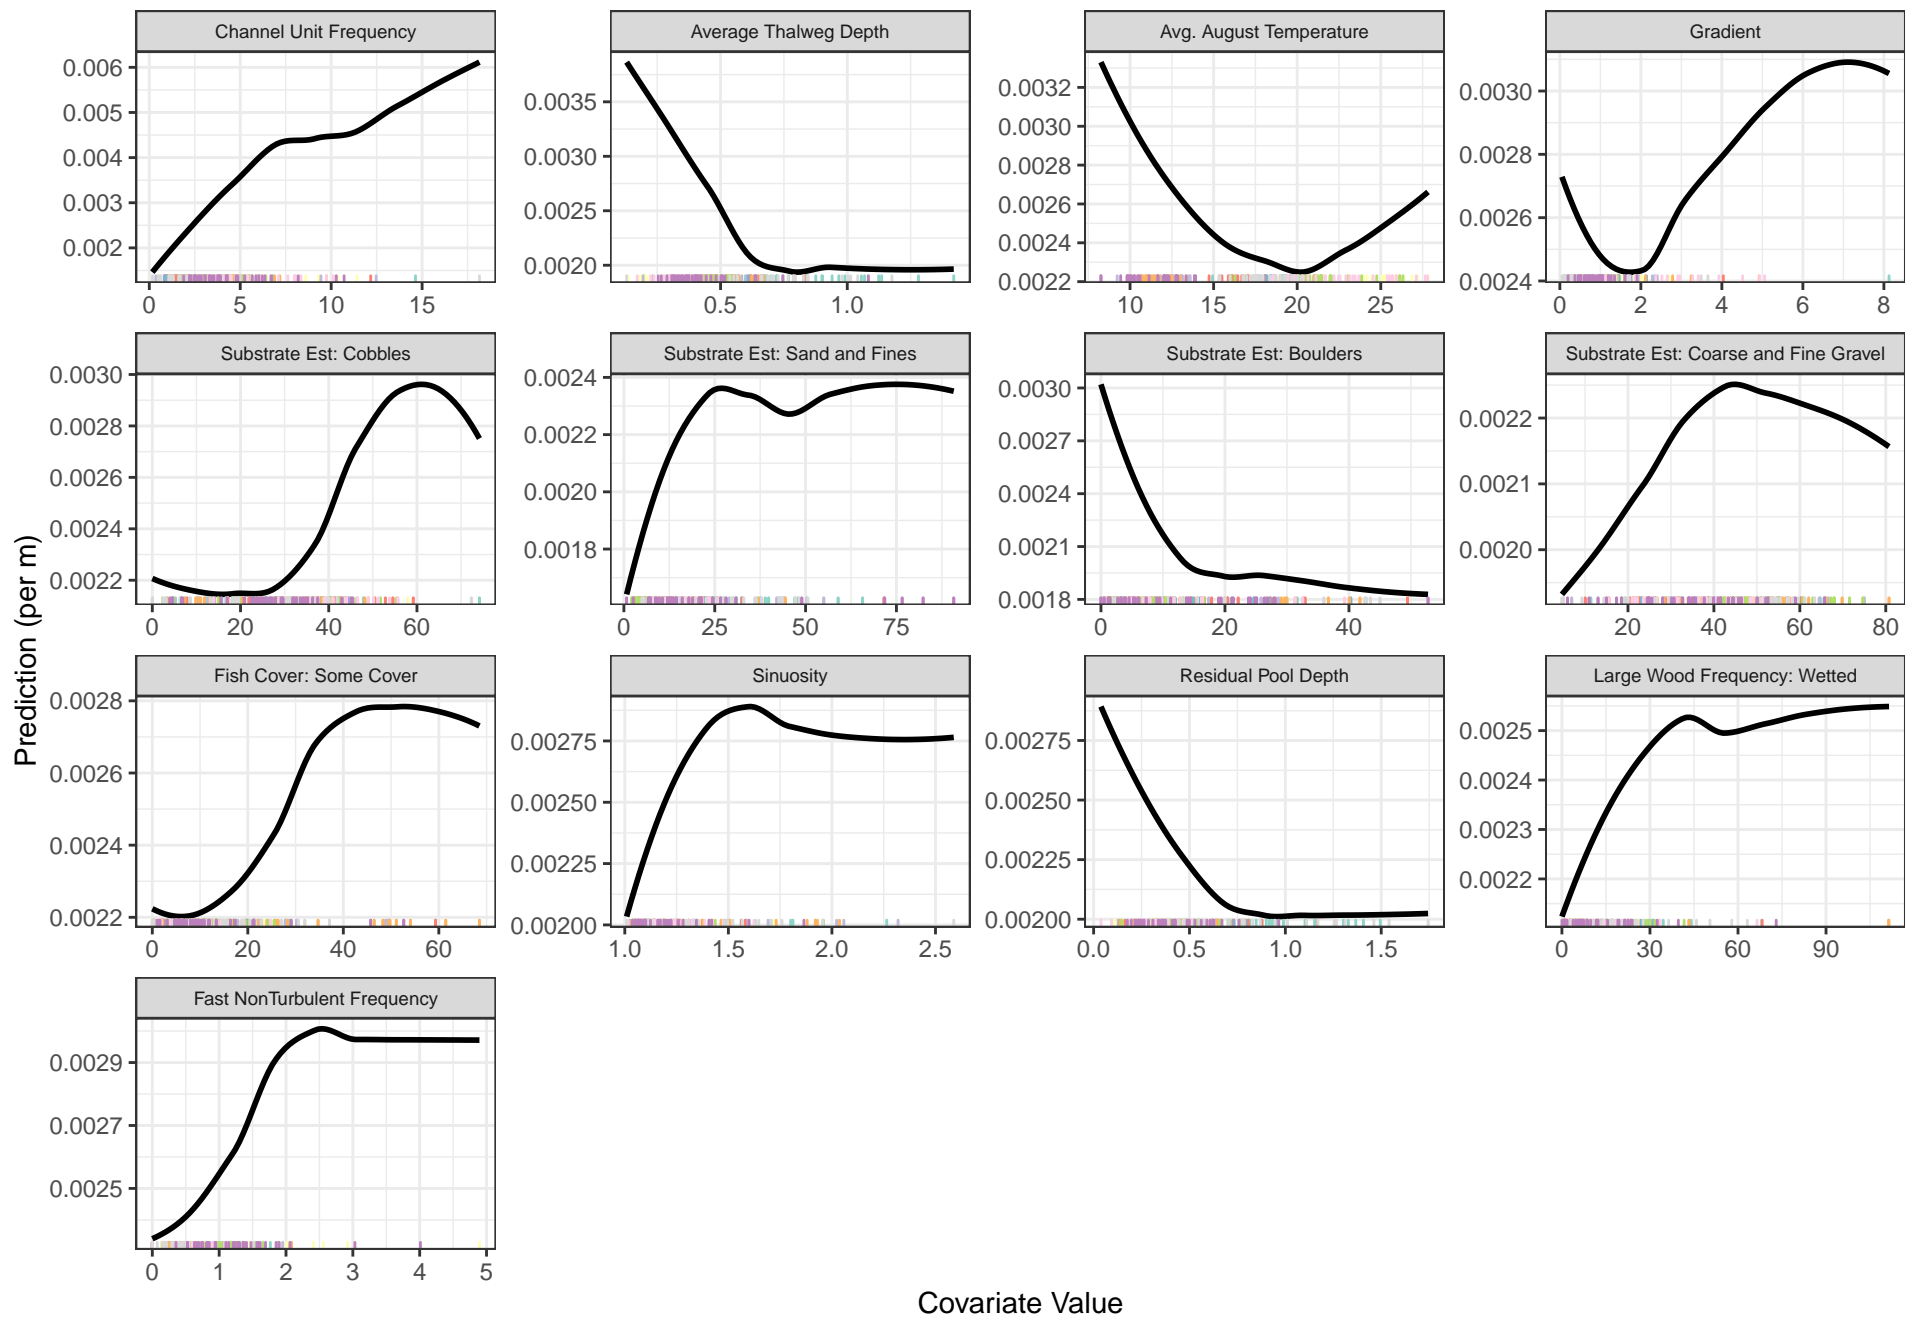 Channel Unit Frequency
0.006
0.005
0.004
0.003
0.002
0 5 10 15
Average Thalweg Depth
0.0035
0.0030
0.0025
0.0020
0.5 1.0
Avg. August Temperature
0.0032
0.0030
0.0028
0.0026
0.0024
0.0022
10 15 20 25
Gradient
0.0030
0.0028
0.0026
0.0024
0 2 4 6 8
Substrate Est: Cobbles
0.0030
0.0028
0.0026
0.0024
0.0022
0 20 40 60
Substrate Est: Sand and Fines
0.0024
0.0022
0.0020
0.0018
0 25 50 75
Substrate Est: Boulders
0.0030
0.0027
0.0024
0.0021
0.0018
0 20 40
Substrate Est: Coarse and Fine Gravel
0.0022
0.0021
0.0020
20 40 60 80
Prediction (per m)
Fish Cover: Some Cover
0.0028
0.0026
0.0024
0.0022
0 20 40 60
Sinuosity
0.00275
0.00250
0.00225
0.00200
1.0 1.5 2.0 2.5
Residual Pool Depth
0.00275
0.00250
0.00225
0.00200
0.0 0.5 1.0 1.5
Large Wood Frequency: Wetted
0.0025
0.0024
0.0023
0.0022
0 30 60 90
Fast NonTurbulent Frequency
0.0029
0.0027
0.0025
0 1 2 3 4 5
Covariate Value